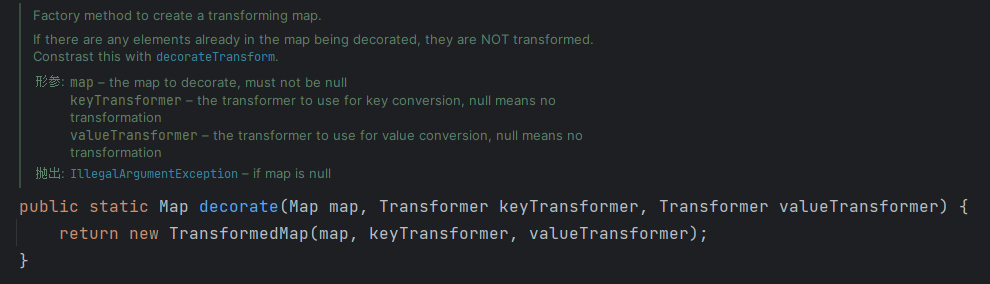 Factory method to create a transforming map.
If there are any elements already in the map being decorated, they are NOT transformed.
Constrast this with decorateTransform.
形参: map – the map to decorate, must not be null
keyTransformer – the transformer to use for key conversion, null means no
transformation
valueTransformer – the transformer to use for value conversion, null means no
transformation
抛出: IllegalArgumentException – if map is null
public static Map decorate(Map map, Transformer keyTransformer, Transformer valueTransformer) {
    return new TransformedMap(map, keyTransformer, valueTransformer);
}